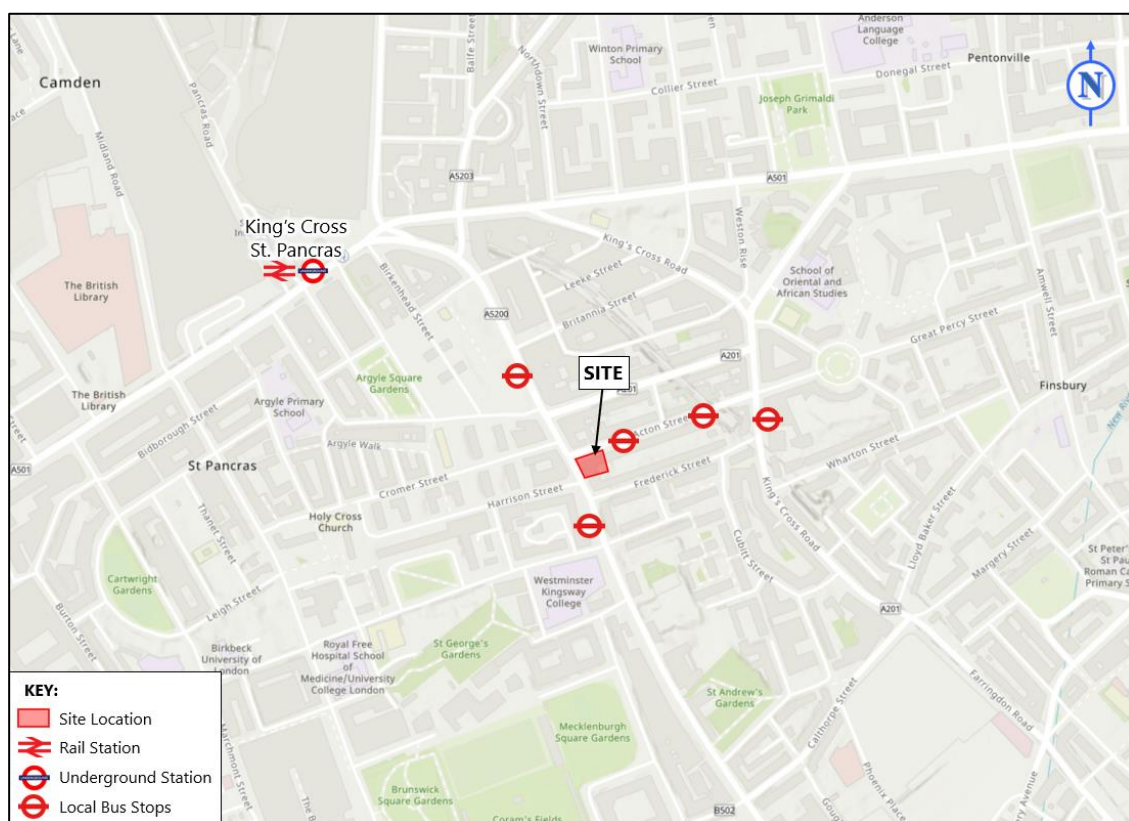 Camden
Pancras Road
Midland Road
Balfe Street
Northdown Street
Winton Primary
School
Collier Street
Anderson
Language
College
Donegal Street
Pentonville
Joseph Grimaldi
Park
N
A5203
A501
King's Cross
St. Pancras
UNDERGROUND
The British
Library
Birkenhead Street
A5200
Leeke Street
Britannia Street
King's Cross Road
Weston Rise
School of
Oriental and
African Studies
Amwell Street
Great Percy Street
A201
SITE
A201
Finsbury
The British
Library
Argyle Square
Gardens
Argyle Primary
School
Bidborough Street
Argyle Walk
Acton Street
A501
St Pancras
Cromer Street
Harrison Street
Frederick Street
Wharton Street
King's Cross Road
Thanet Street
Holy Cross
Church
Cubitt Street
Lloyd Baker Street
Margery Street
St Peter's
St Pau
Roman Ca
Primary S
Cartwright
Gardens
Leigh Street
Burton Street
Westminster
Kingsway
College
A201
Birkbeck
University of
London
Royal Free
Hospital School
of
Medicine/University
College London
St George's
Gardens
St Andrew's
Gardens
Calthorpe Street
Farringdon Road
Mecklenburgh
Square Gardens
Marchmont Street
Brunswick
Square Gardens
Coram's Fields
B502
Phoenix Place
KEY:
Site Location
Rail Station
Underground Station
Local Bus Stops